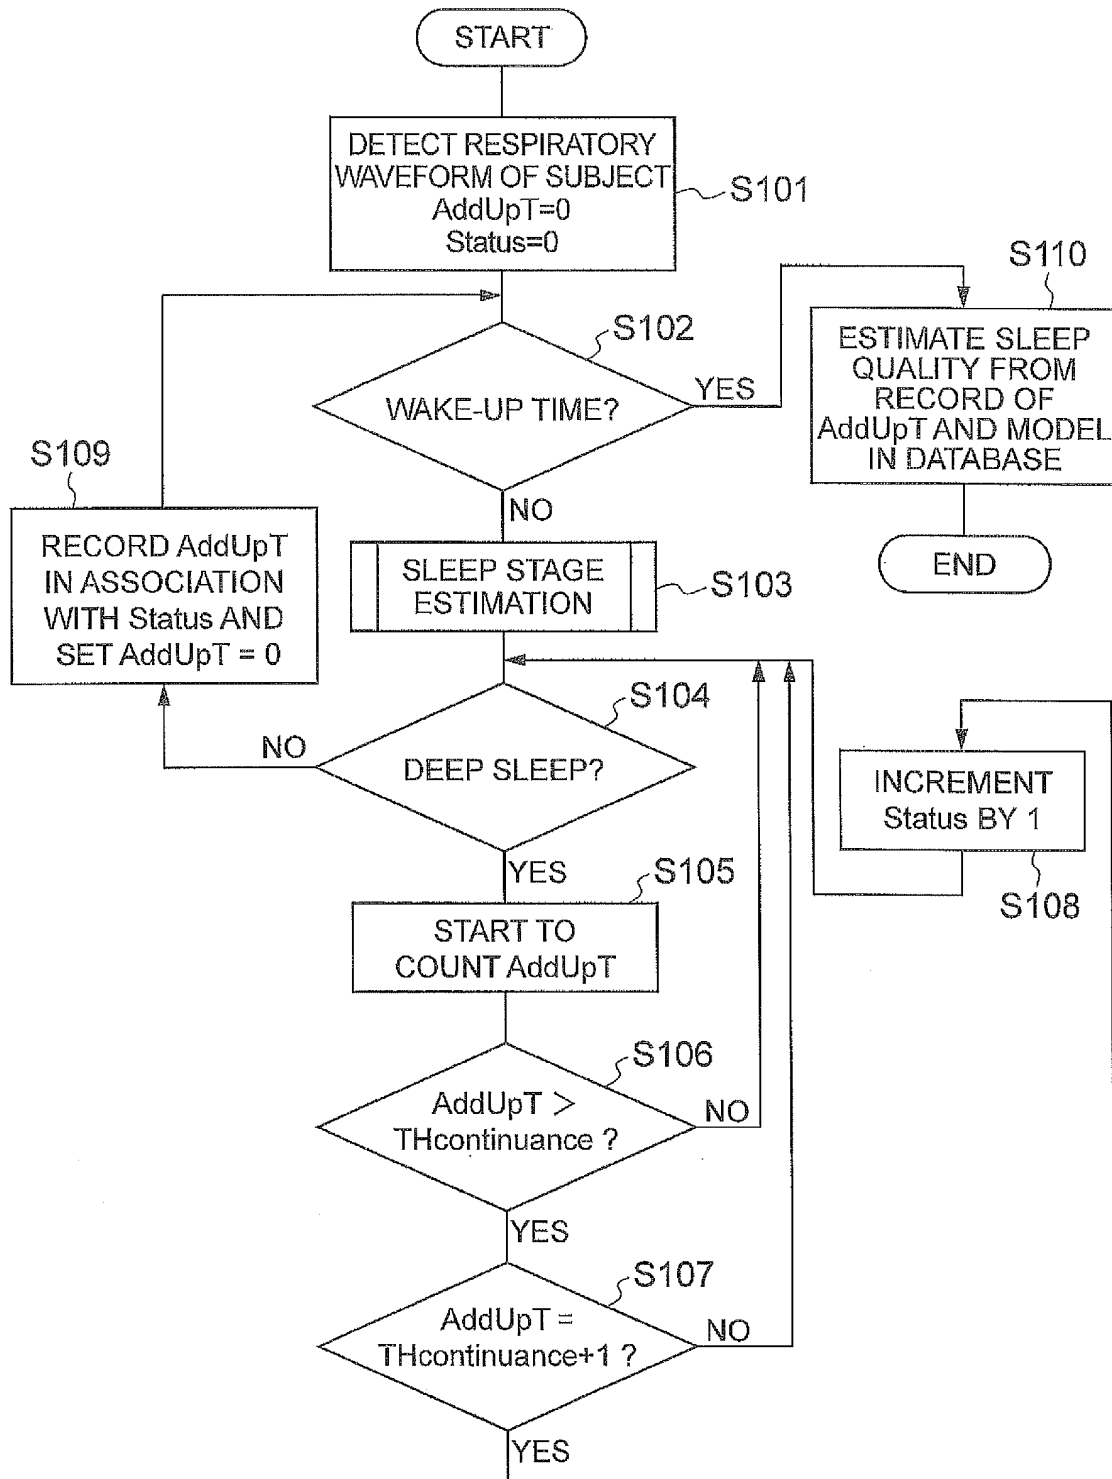 START
DETECT RESPIRATORY
WAVEFORM OF SUBJECT
AddUpT=0
Status=0
S101
S102
WAKE-UP TIME?
YES
NO
S110
ESTIMATE SLEEP
QUALITY FROM
RECORD OF
AddUpT AND MODEL
IN DATABASE
END
S109
RECORD AddUpT
IN ASSOCIATION
WITH Status AND
SET AddUpT = 0
SLEEP STAGE
ESTIMATION
S103
S104
DEEP SLEEP?
NO
YES
INCREMENT
Status BY 1
S108
S105
START TO
COUNT AddUpT
S106
AddUpT >
THcontinuance ?
NO
YES
S107
AddUpT =
THcontinuance+1 ?
NO
YES